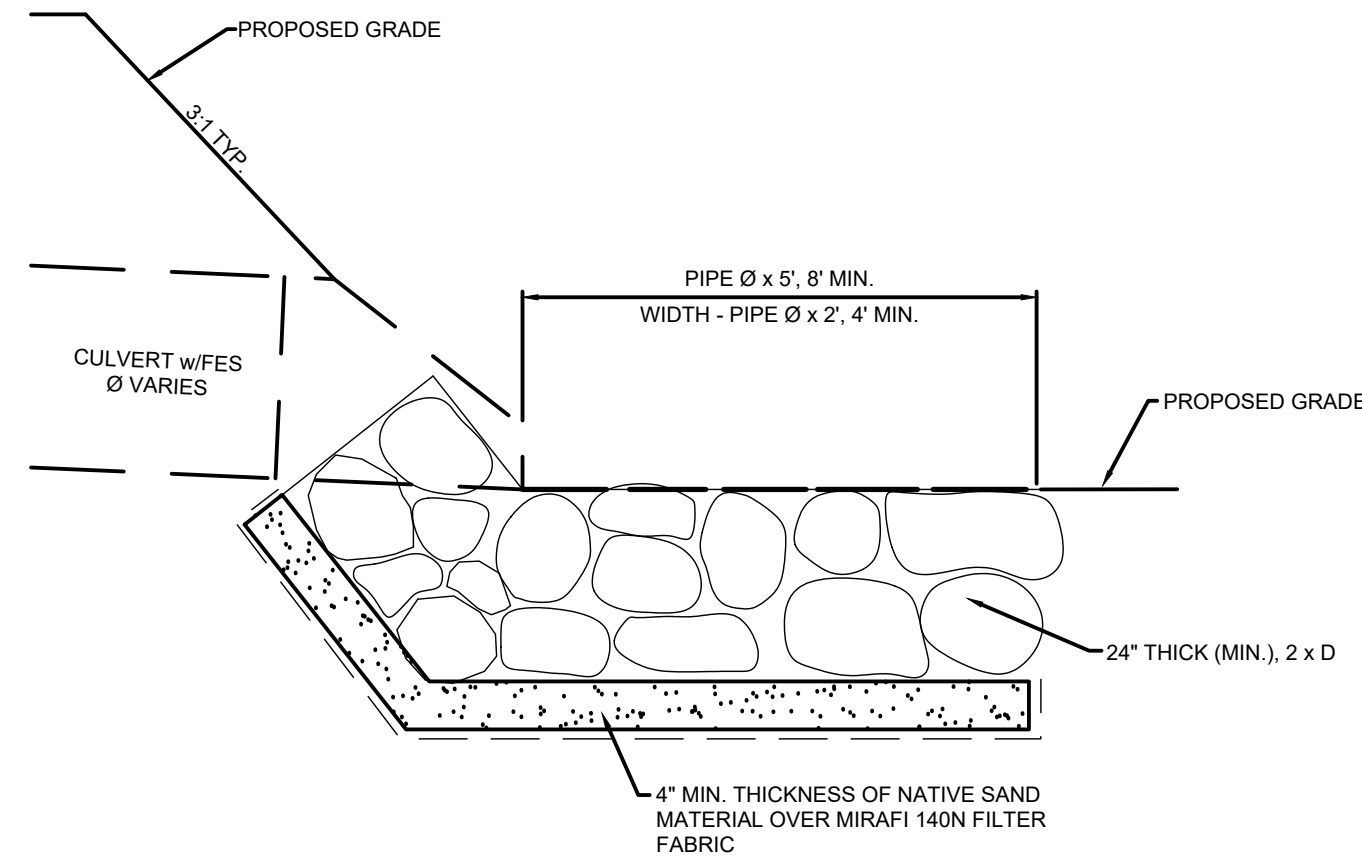 PROPOSED GRADE
3:1 TYP.
PIPE Ø x 5', 8' MIN.
WIDTH - PIPE Ø x 2', 4' MIN.
CULVERT w/FES
Ø VARIES
PROPOSED GRADE
24" THICK (MIN.), 2 x D
4" MIN. THICKNESS OF NATIVE SAND
MATERIAL OVER MIRAFI 140N FILTER
FABRIC